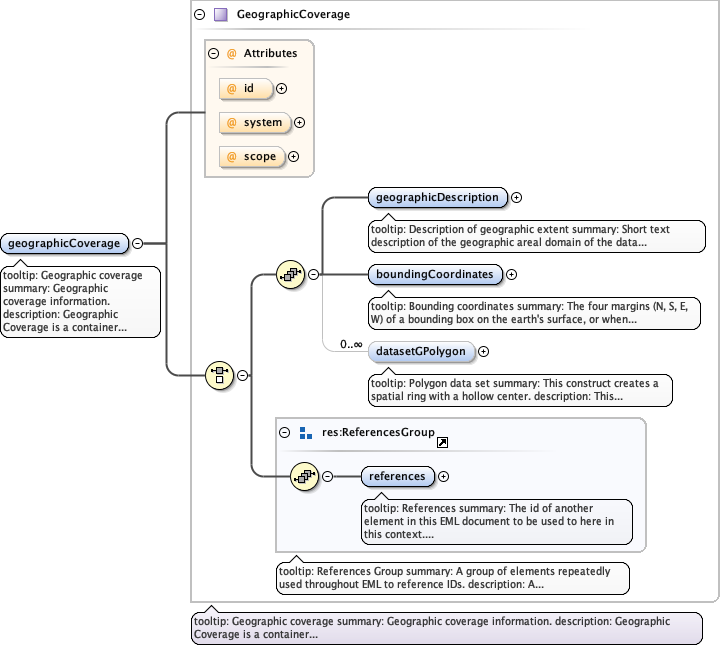 GeographicCoverage
@ Attributes
@ id
@ system
@ scope
geographicDescription
tooltip: Description of geographic extent summary: Short text
description of the geographic areal domain of the data...
geographicCoverage
tooltip: Geographic coverage
summary: Geographic
coverage information.
description: Geographic
Coverage is a container...
boundingCoordinates
tooltip: Bounding coordinates summary: The four margins (N, S, E,
W) of a bounding box on the earth's surface, or when...
0..∞
datasetGPolygon
tooltip: Polygon data set summary: This construct creates a
spatial ring with a hollow center. description: This...
res:ReferencesGroup
references
tooltip: References summary: The id of another
element in this EML document to be used to here in
this context....
tooltip: References Group summary: A group of elements repeatedly
used throughout EML to reference IDs. description: A...
tooltip: Geographic coverage summary: Geographic coverage information. description: Geographic
Coverage is a container...